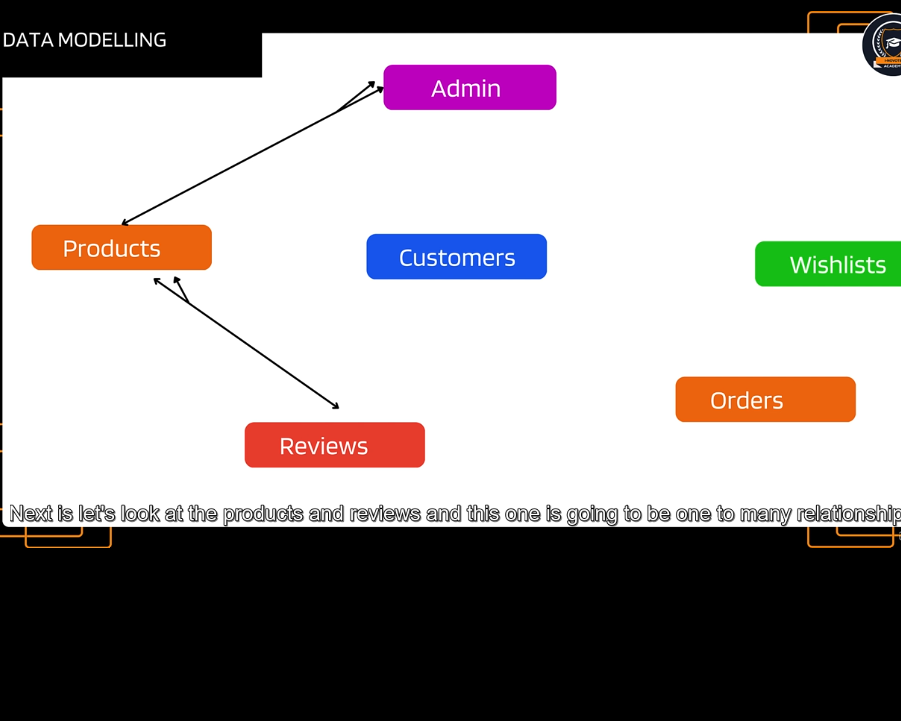 DATA MODELLING
Admin
Products
Customers
Wishlists
Orders
Reviews
Next is let's look at the products and reviews and this one is going to be one to many relationship